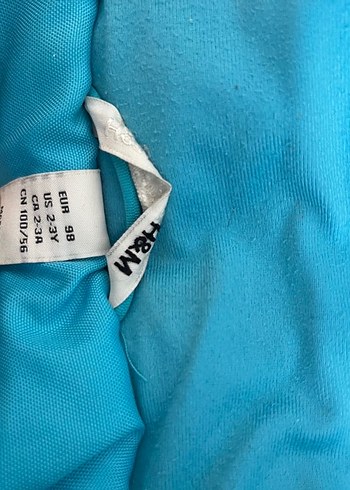 H&M
EUR 98
US 2-3Y
CA 2-3A
CN 100/56